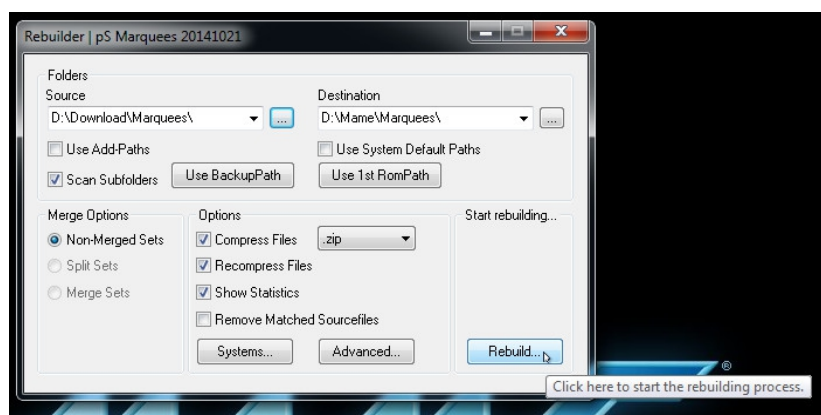 Rebuilder | pS Marquees 20141021
Folders
Source
Destination
D:\Download\Marquees\
...
D:\Mame\Marquees\
...
Use Add-Paths
Use System Default Paths
Scan Subfolders
Use BackupPath
Use 1st RomPath
Merge Options
Non-Merged Sets
Split Sets
Merge Sets
Options
Compress Files
.zip
Recompress Files
Show Statistics
Remove Matched Sourcefiles
Systems...
Advanced...
Start rebuilding...
Rebuild...
®
Click here to start the rebuilding process.